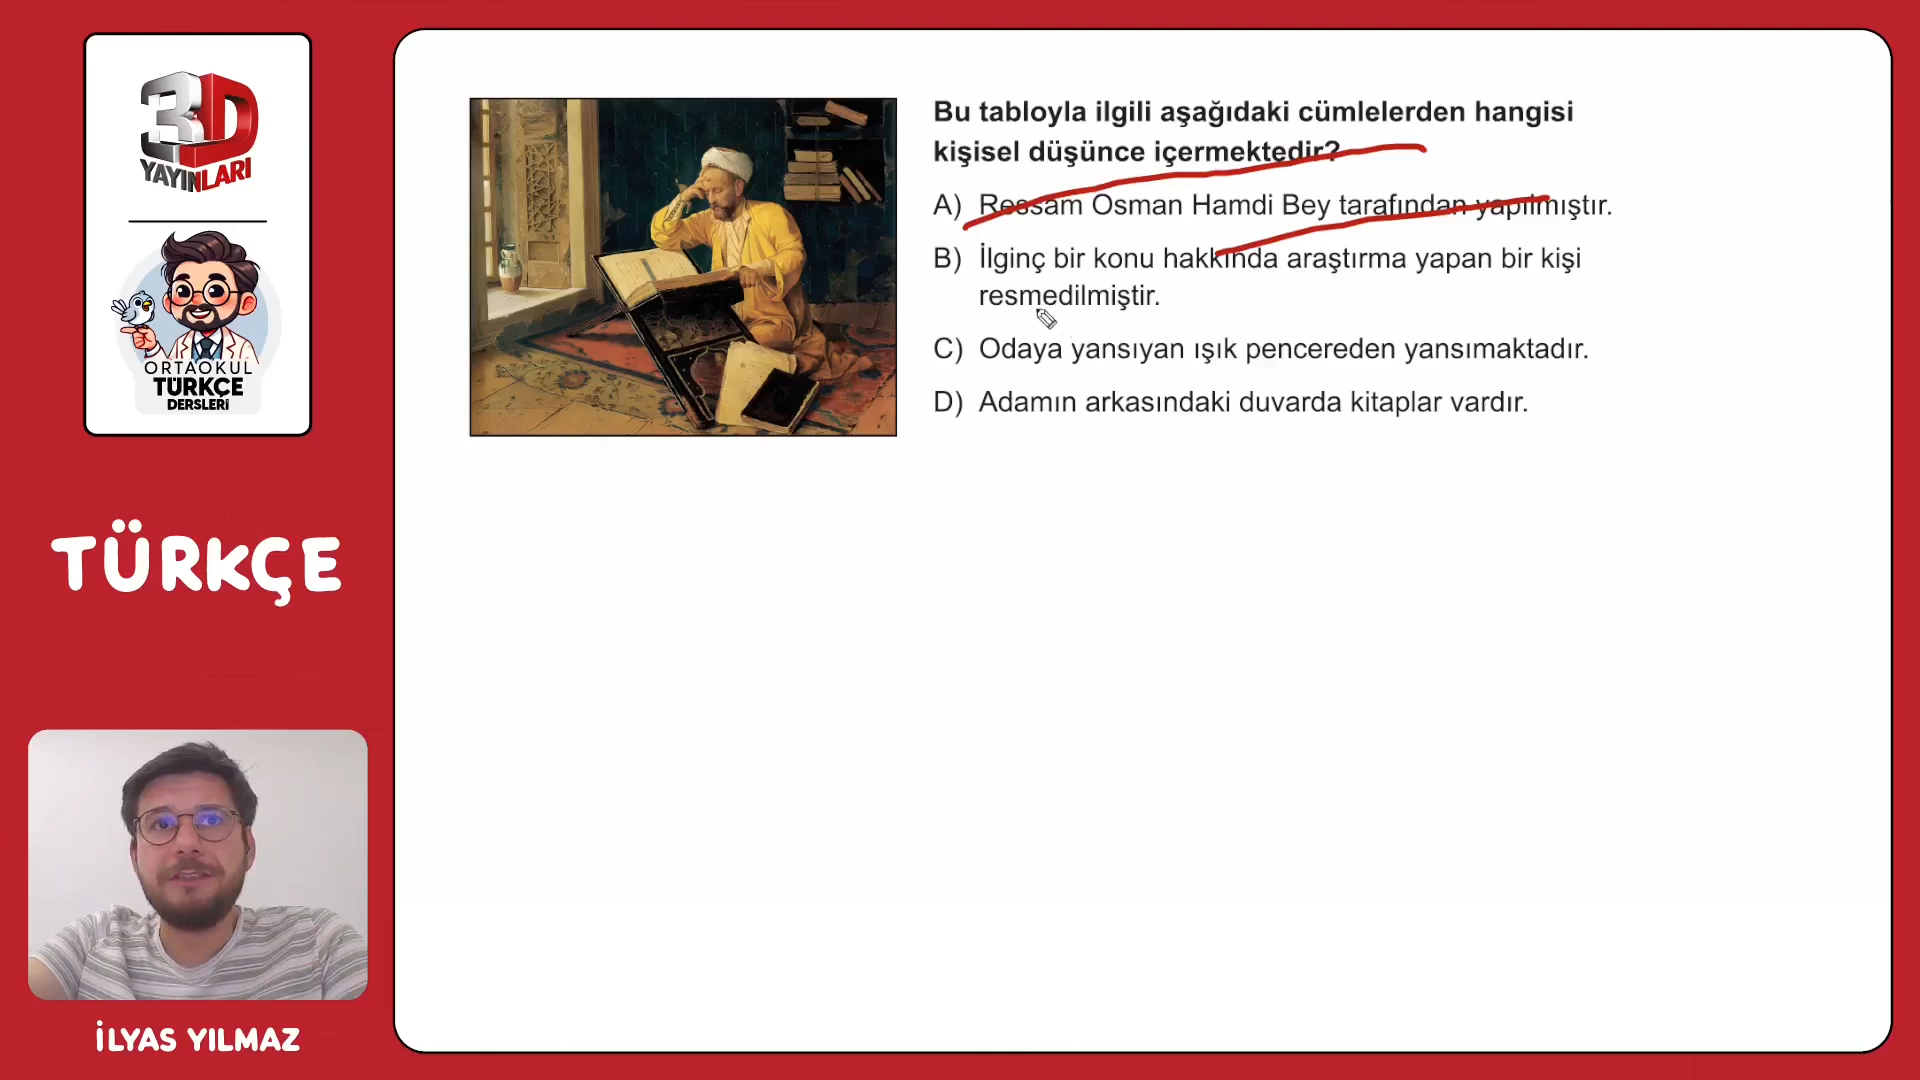 3D
YAYINLARI
ORTAOKUL
TÜRKÇE
DERSLERİ
TÜRKÇE
İLYAS YILMAZ
Bu tabloyla ilgili aşağıdaki cümlelerden hangisi
kişisel düşünce içermektedir?
A) Ressam Osman Hamdi Bey tarafından yapılmıştır.
B) İlginç bir konu hakkında araştırma yapan bir kişi
resmedilmiştir.
C) Odaya yansıyan ışık pencereden yansımaktadır.
D) Adamın arkasındaki duvarda kitaplar vardır.